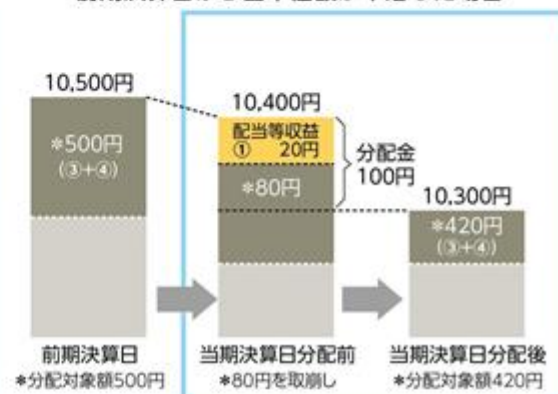 10,500円
*500円
(③+④)
10,400円
配当等収益
① 20円
*80円
分配金
100円
10,300円
*420円
(③+④)
前期決算日
*分配対象額500円
当期決算日分配前
*80円を取崩し
当期決算日分配後
*分配対象額420円